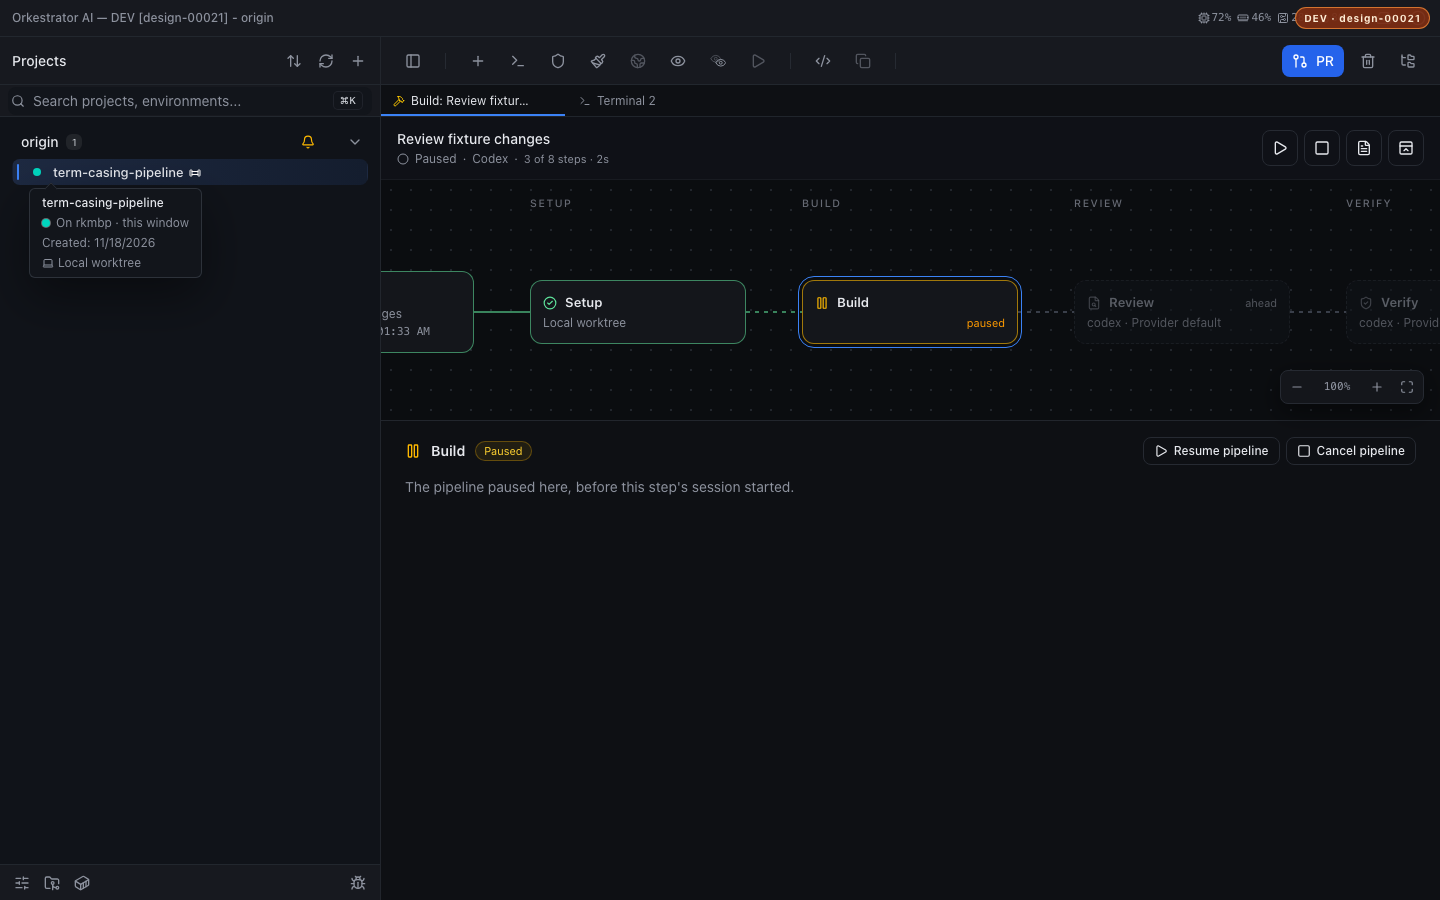 Orkestrator AI — DEV [design-00021] - origin
72% 46% 2
DEV · design-00021
Projects
PR
Search projects, environments...
⌘K
Build: Review fixtur...
Terminal 2
origin 1
term-casing-pipeline
term-casing-pipeline
On rkmbp · this window
Created: 11/18/2026
Local worktree
Review fixture changes
Paused · Codex · 3 of 8 steps · 2s
SETUP
BUILD
REVIEW
VERIFY
ges
01:33 AM
Setup
Local worktree
Build
paused
Review
ahead
codex · Provider default
Verify
codex · Provid
100%
Build
Paused
Resume pipeline
Cancel pipeline
The pipeline paused here, before this step's session started.